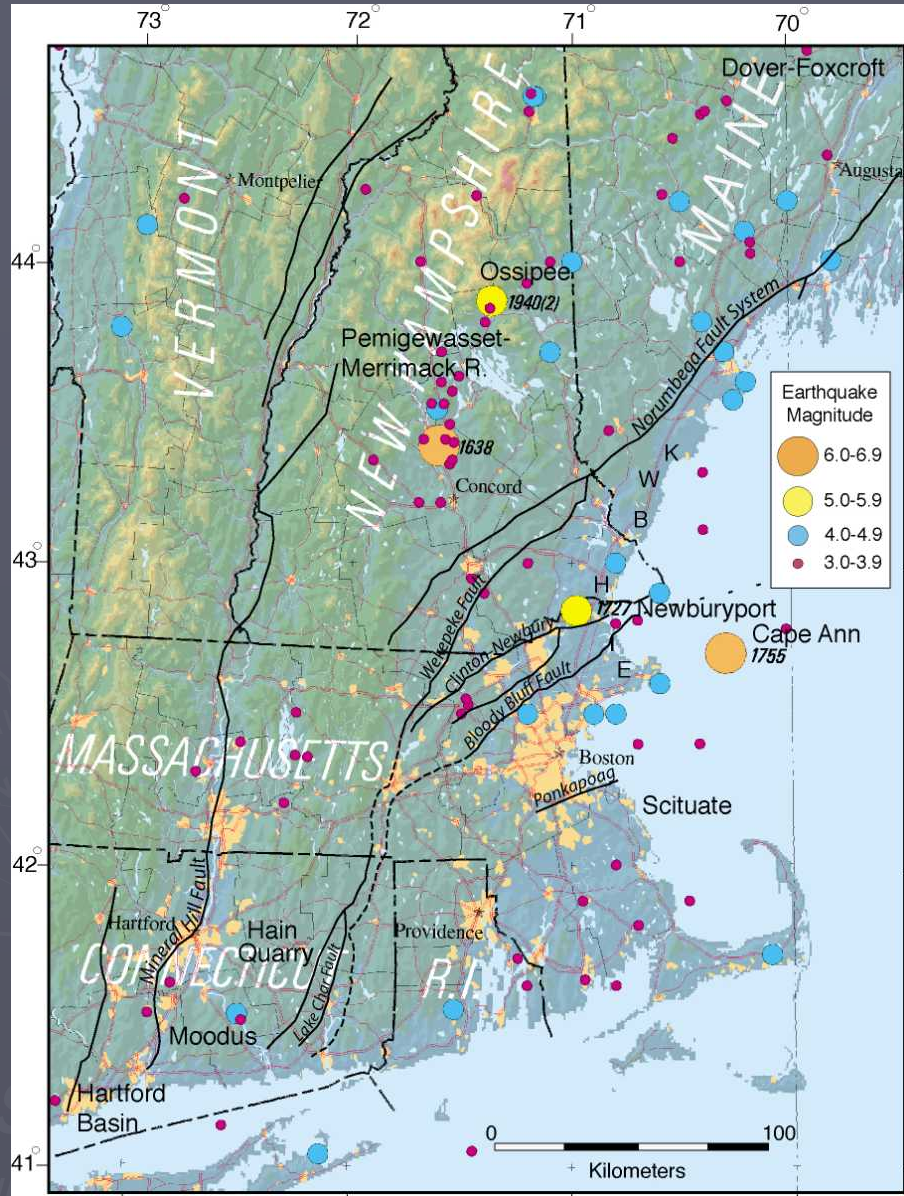 73° 72° 71° 70°
Dover-Foxcroft
VERMONT
NEW HAMPSHIRE
MAINE
Montpelier
Augusta
44°
Ossipee
1940(2)
Pemigewasset-
Merrimack R.
Norumbega Fault System
Earthquake
Magnitude
6.0-6.9
5.0-5.9
4.0-4.9
3.0-3.9
1638
K
W
Concord
B
43°
H
Wekepeke Fault
Clinton-Newbury
1727 Newburyport
Cape Ann
1755
I
E
Bloody Bluff Fault
MASSACHUSETTS
Boston
Ponkapoag
Scituate
42°
Mineral Hill Fault
Hartford
Hain
Quarry
Providence
CONNECTICU
R.I.
Lake Char Fault
Moodus
Hartford
Basin
0 100
Kilometers
41°